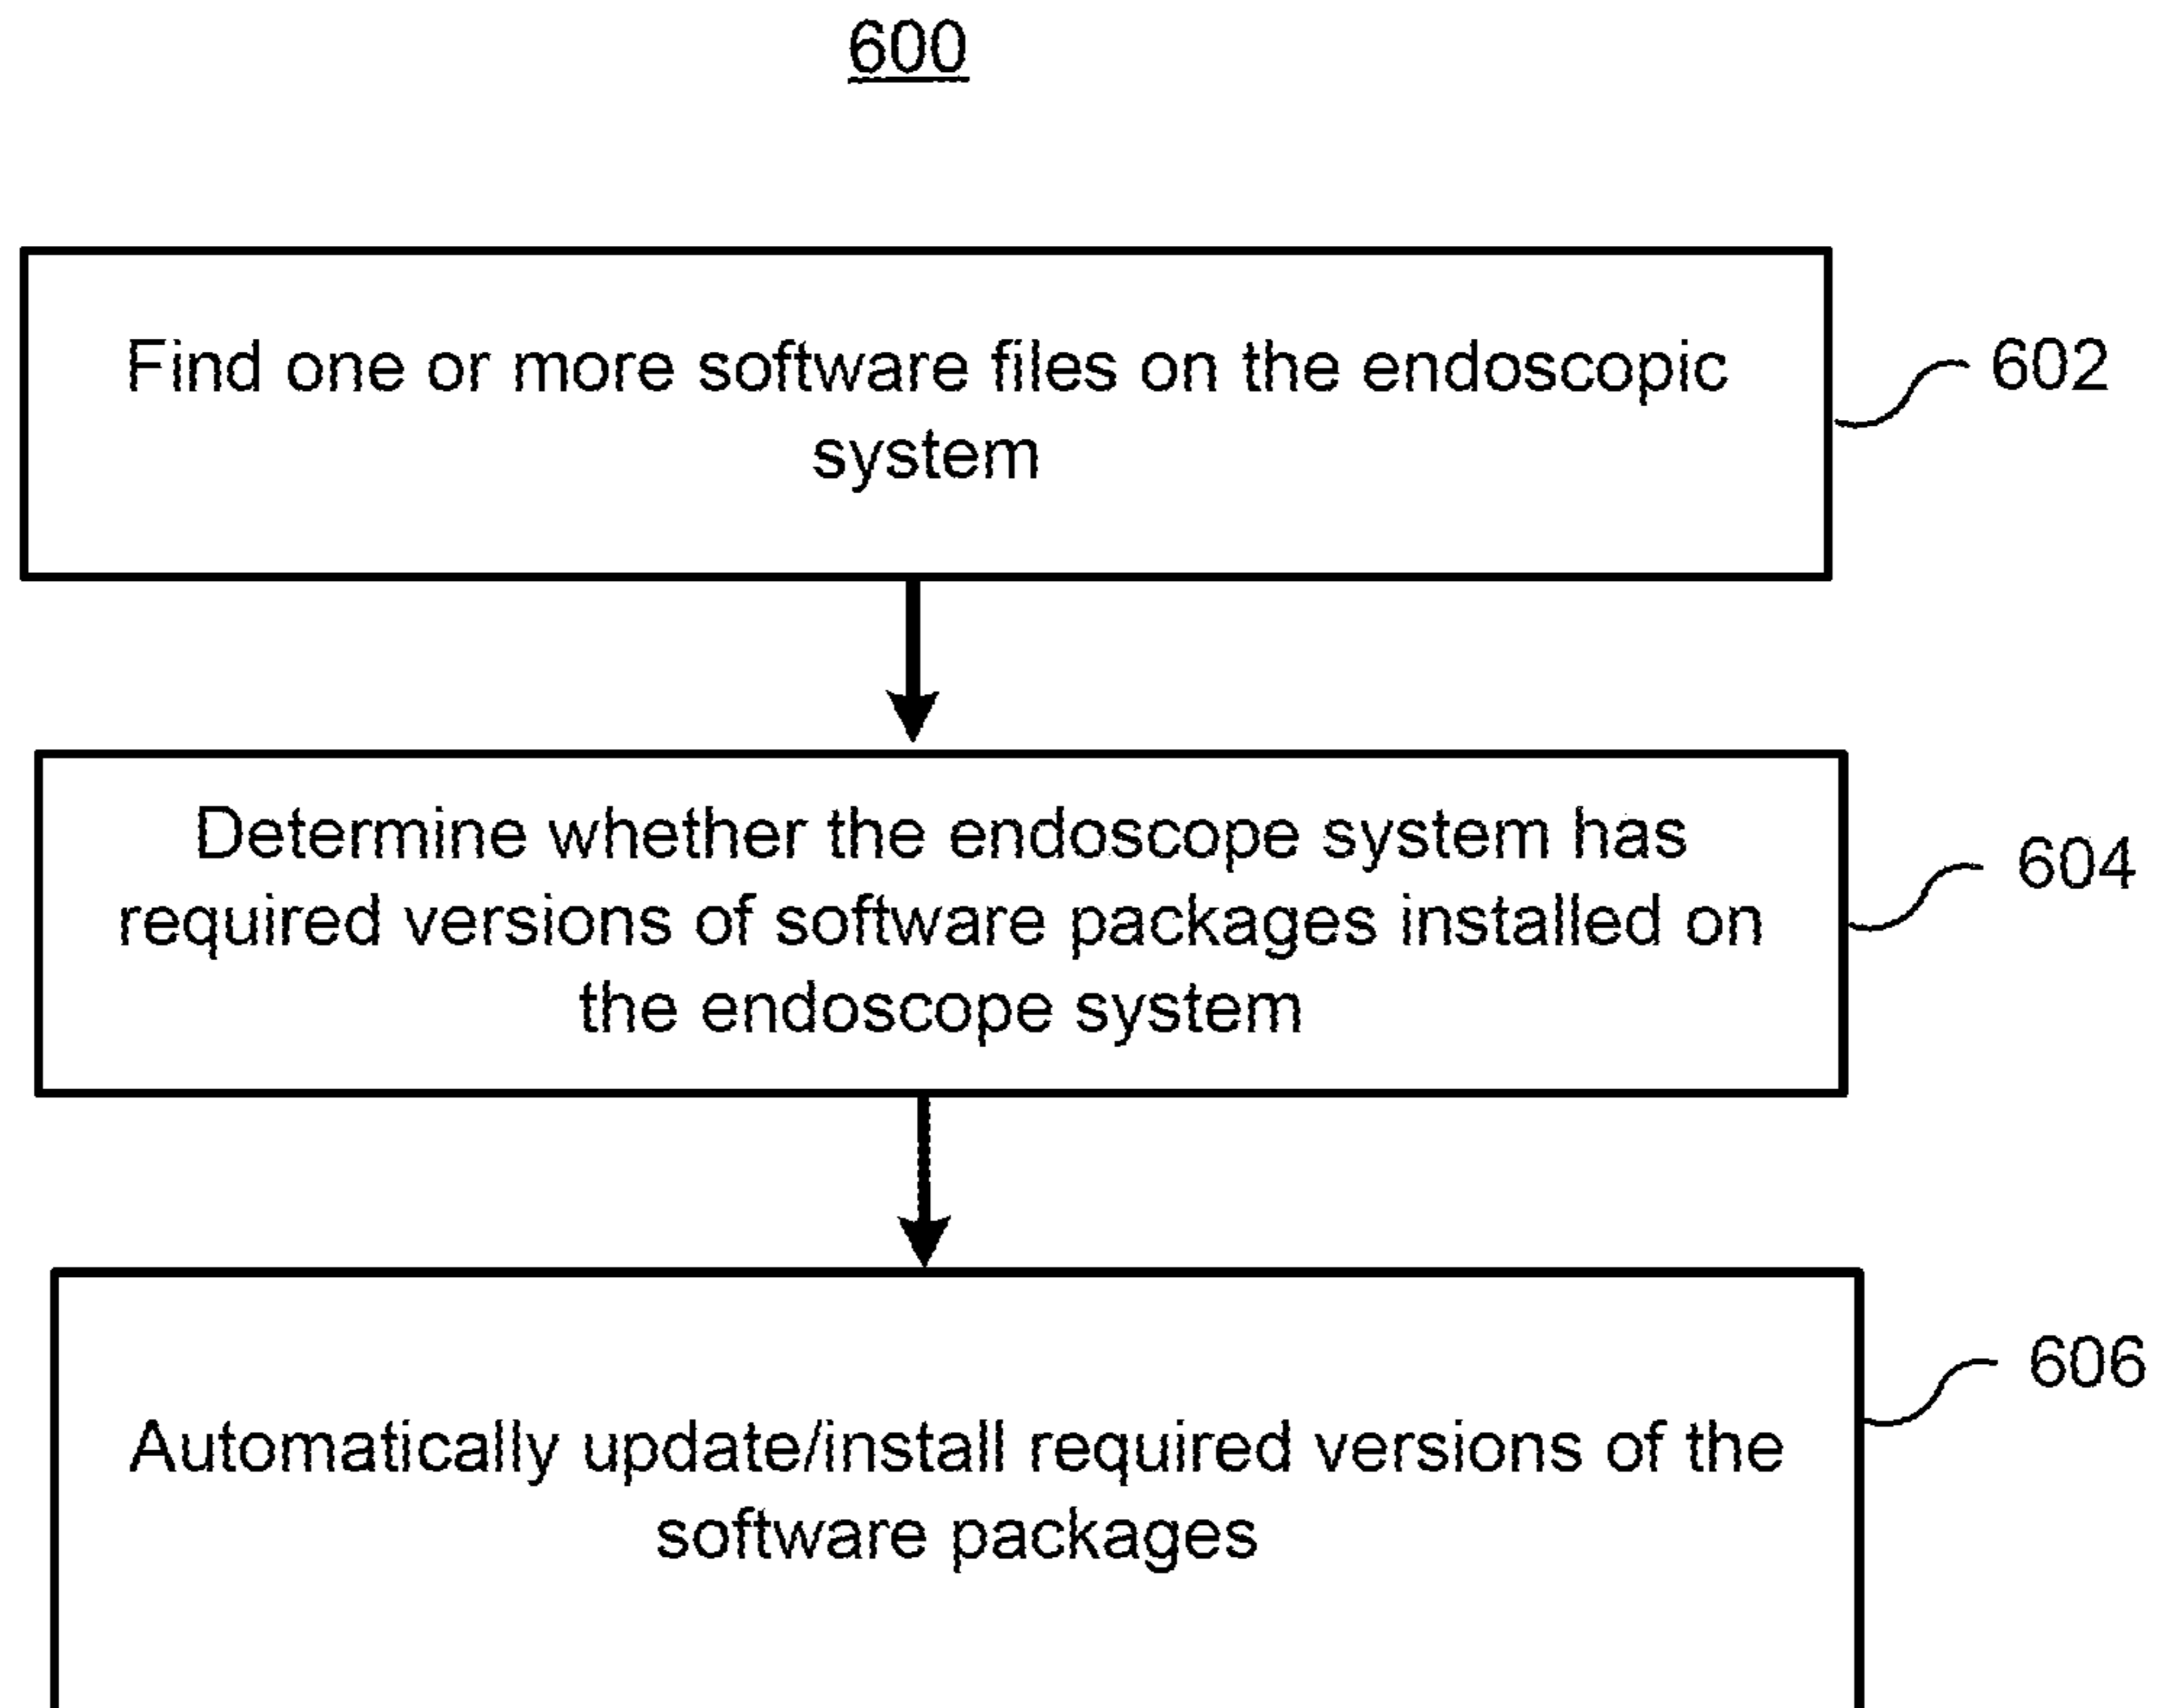 600
Find one or more software files on the endoscopic
system
602
Determine whether the endoscope system has
required versions of software packages installed on
the endoscope system
604
Automatically update/install required versions of the
software packages
606